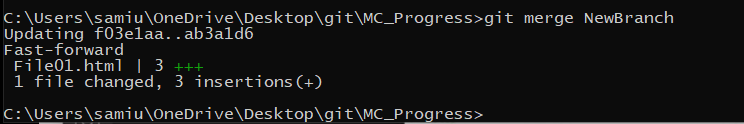 C:\Users\samiu\OneDrive\Desktop\git\MC_Progress>git merge NewBranch
Updating f03e1aa..ab3a1d6
Fast-forward
 File01.html | 3 +++
 1 file changed, 3 insertions(+)
C:\Users\samiu\OneDrive\Desktop\git\MC_Progress>